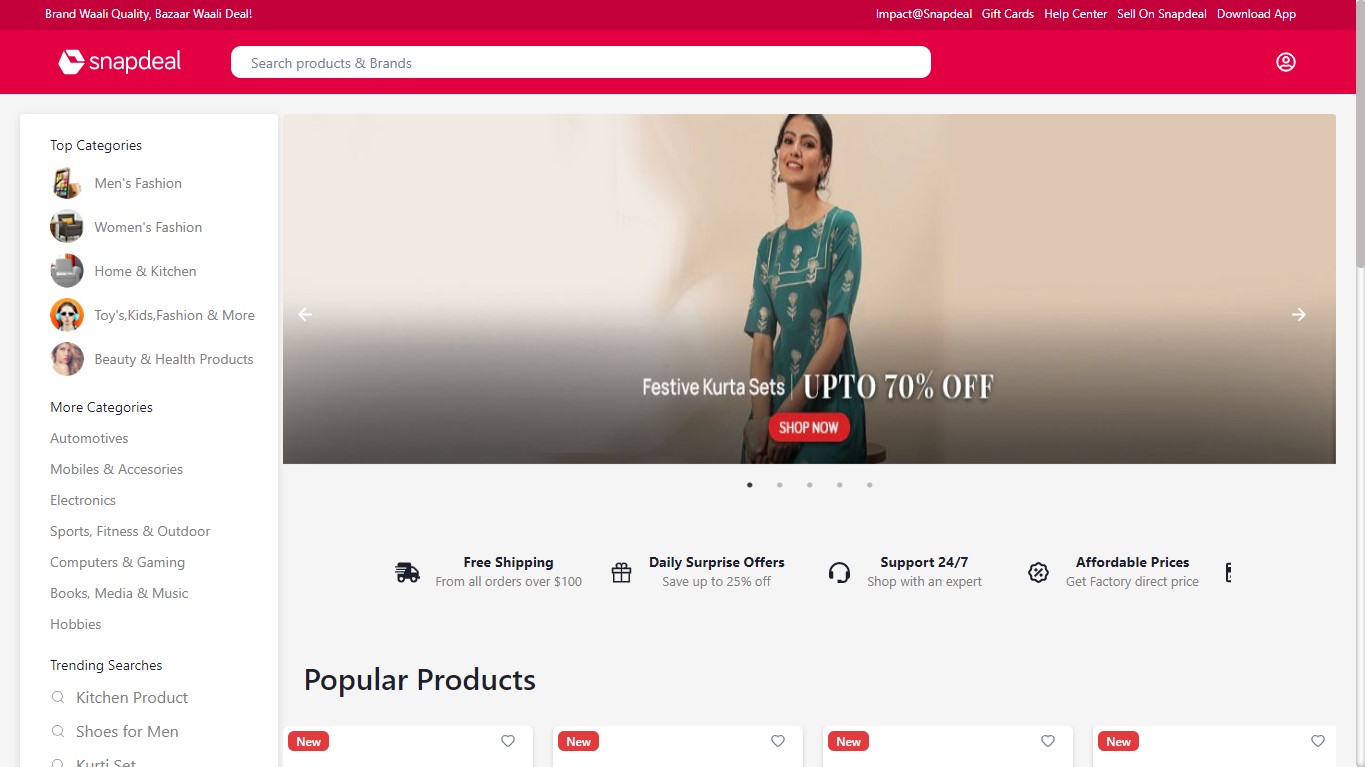 Brand Waali Quality, Bazaar Waali Deal!
Impact@Snapdeal Gift Cards Help Center Sell On Snapdeal Download App
snapdeal
Search products & Brands
Top Categories
Men's Fashion
Women's Fashion
Home & Kitchen
Toy's,Kids,Fashion & More
Beauty & Health Products
More Categories
Automotives
Mobiles & Accesories
Electronics
Sports, Fitness & Outdoor
Computers & Gaming
Books, Media & Music
Hobbies
Trending Searches
Kitchen Product
Shoes for Men
Kurti Set
Festive Kurta Sets | UPTO 70% OFF
SHOP NOW
Free Shipping
From all orders over $100
Daily Surprise Offers
Save up to 25% off
Support 24/7
Shop with an expert
Affordable Prices
Get Factory direct price
Popular Products
New
New
New
New